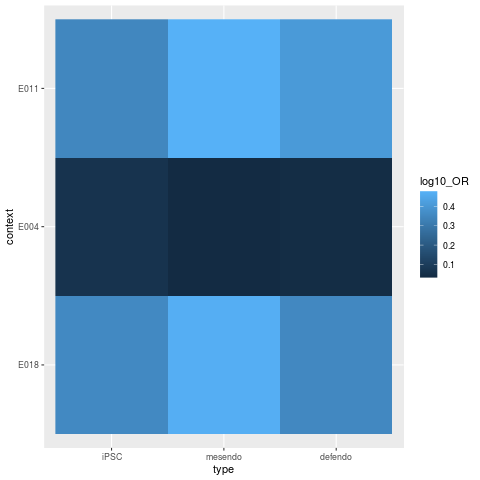 E011
E004
E018
context
iPSC
mesendo
defendo
type
log10_OR
0.4
0.3
0.2
0.1